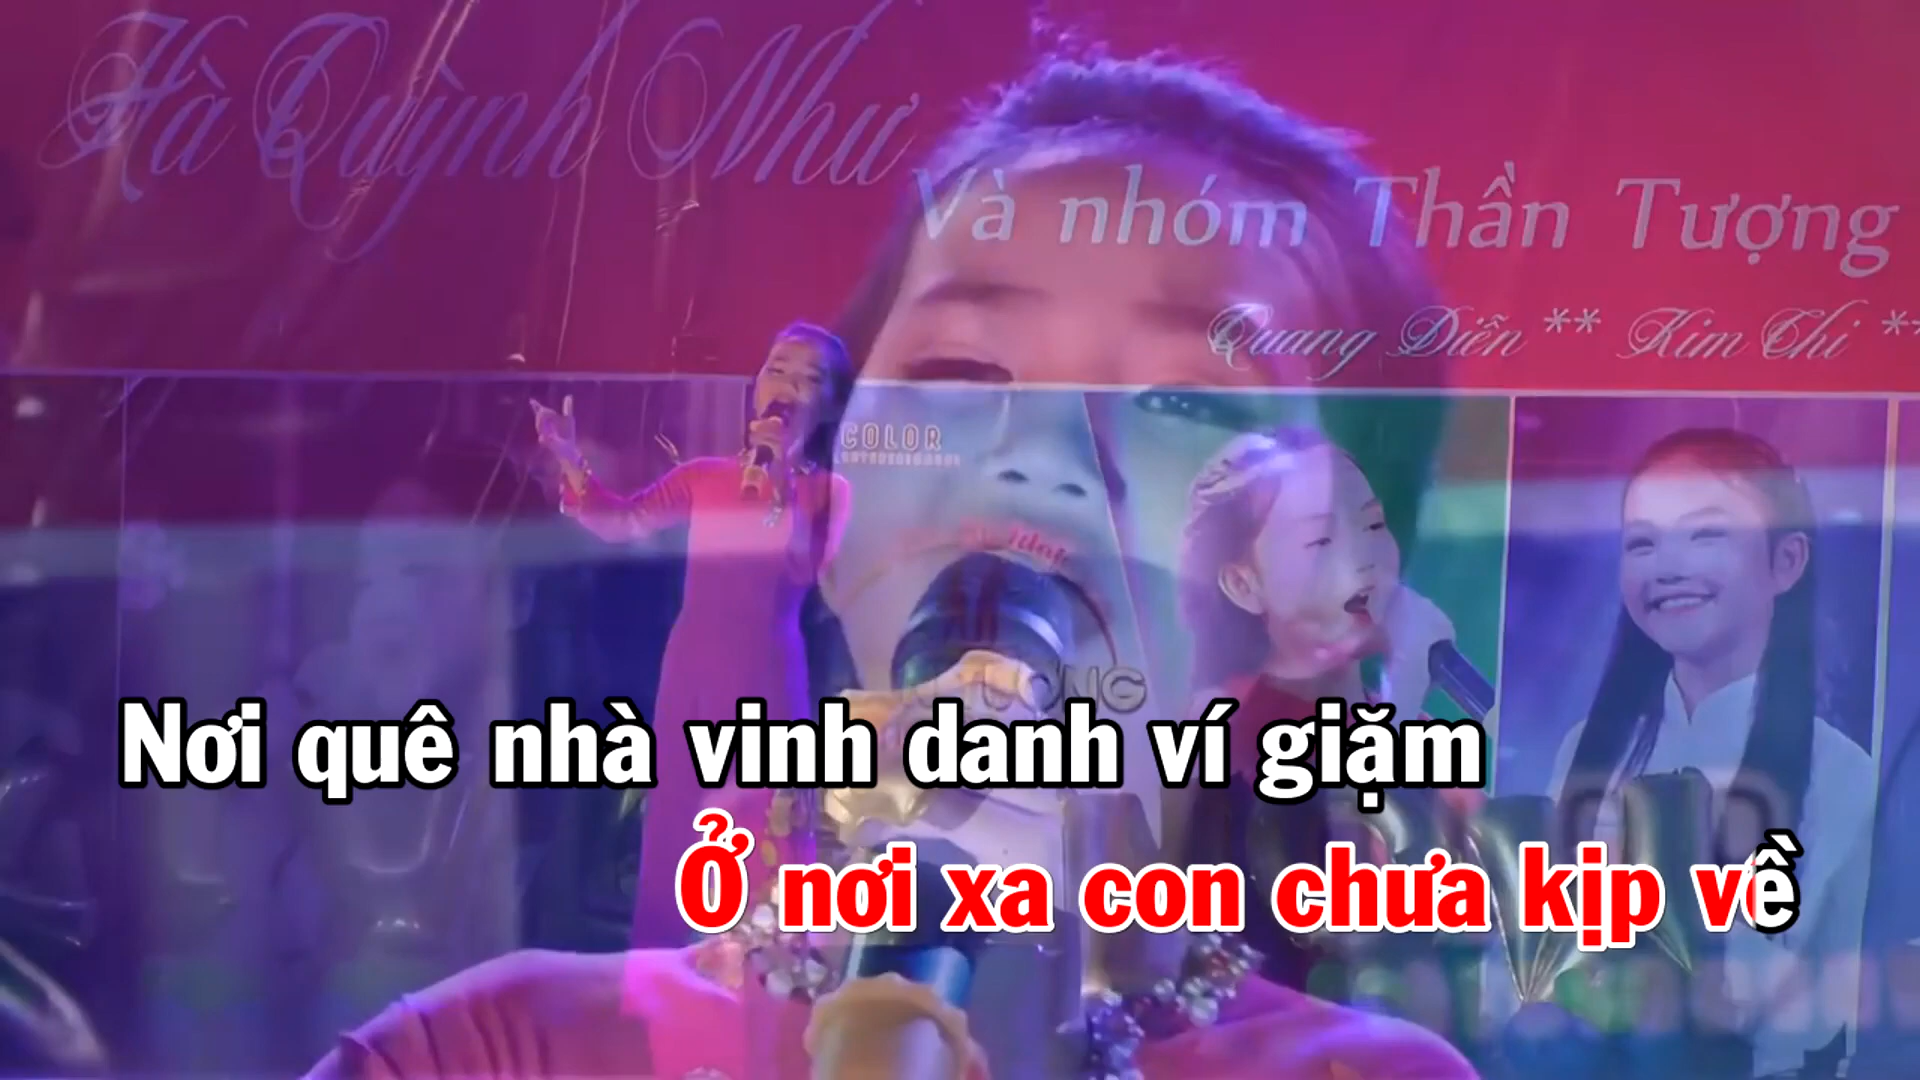 Hà Quỳnh Như
Và nhóm Thần Tượng
Quang Diễn ** Kim Chi **
COLOR
Nơi quê nhà vinh danh ví giặm
Ở nơi xa con chưa kịp về